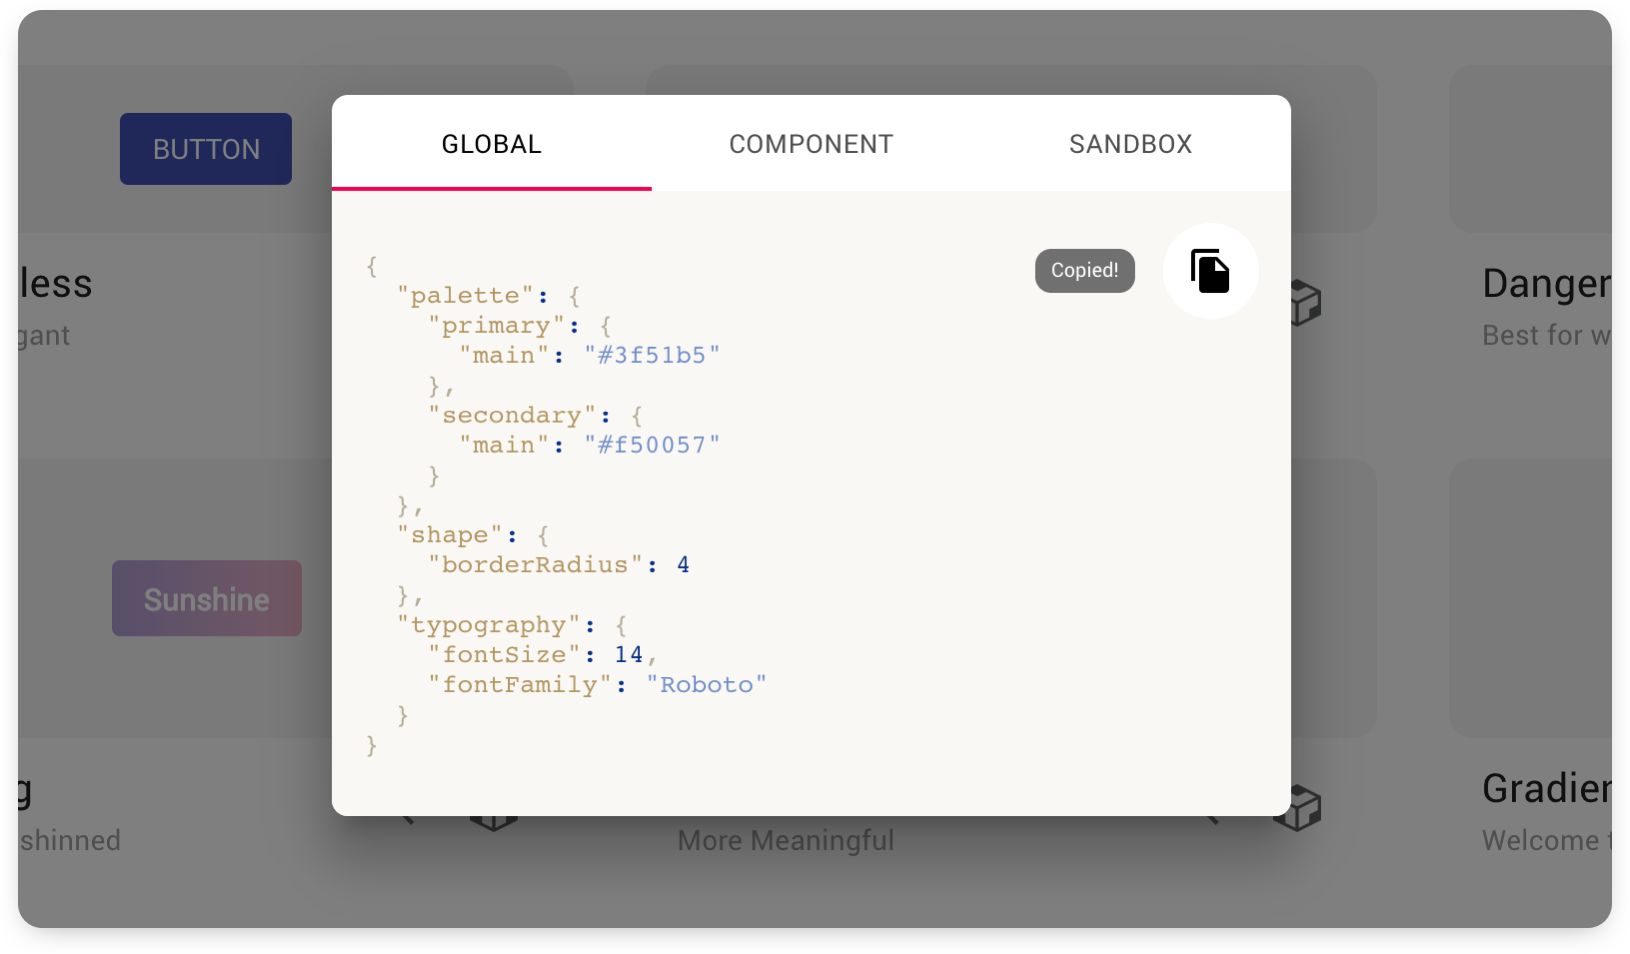 GLOBAL COMPONENT SANDBOX
BUTTON
Copied!
{
  "palette": {
    "primary": {
      "main": "#3f51b5"
    },
    "secondary": {
      "main": "#f50057"
    }
  },
  "shape": {
    "borderRadius": 4
  },
  "typography": {
    "fontSize": 14,
    "fontFamily": "Roboto"
  }
}
less
gant
Danger
Best for w
Sunshine
g
shinned
More Meaningful
Gradien
Welcome t